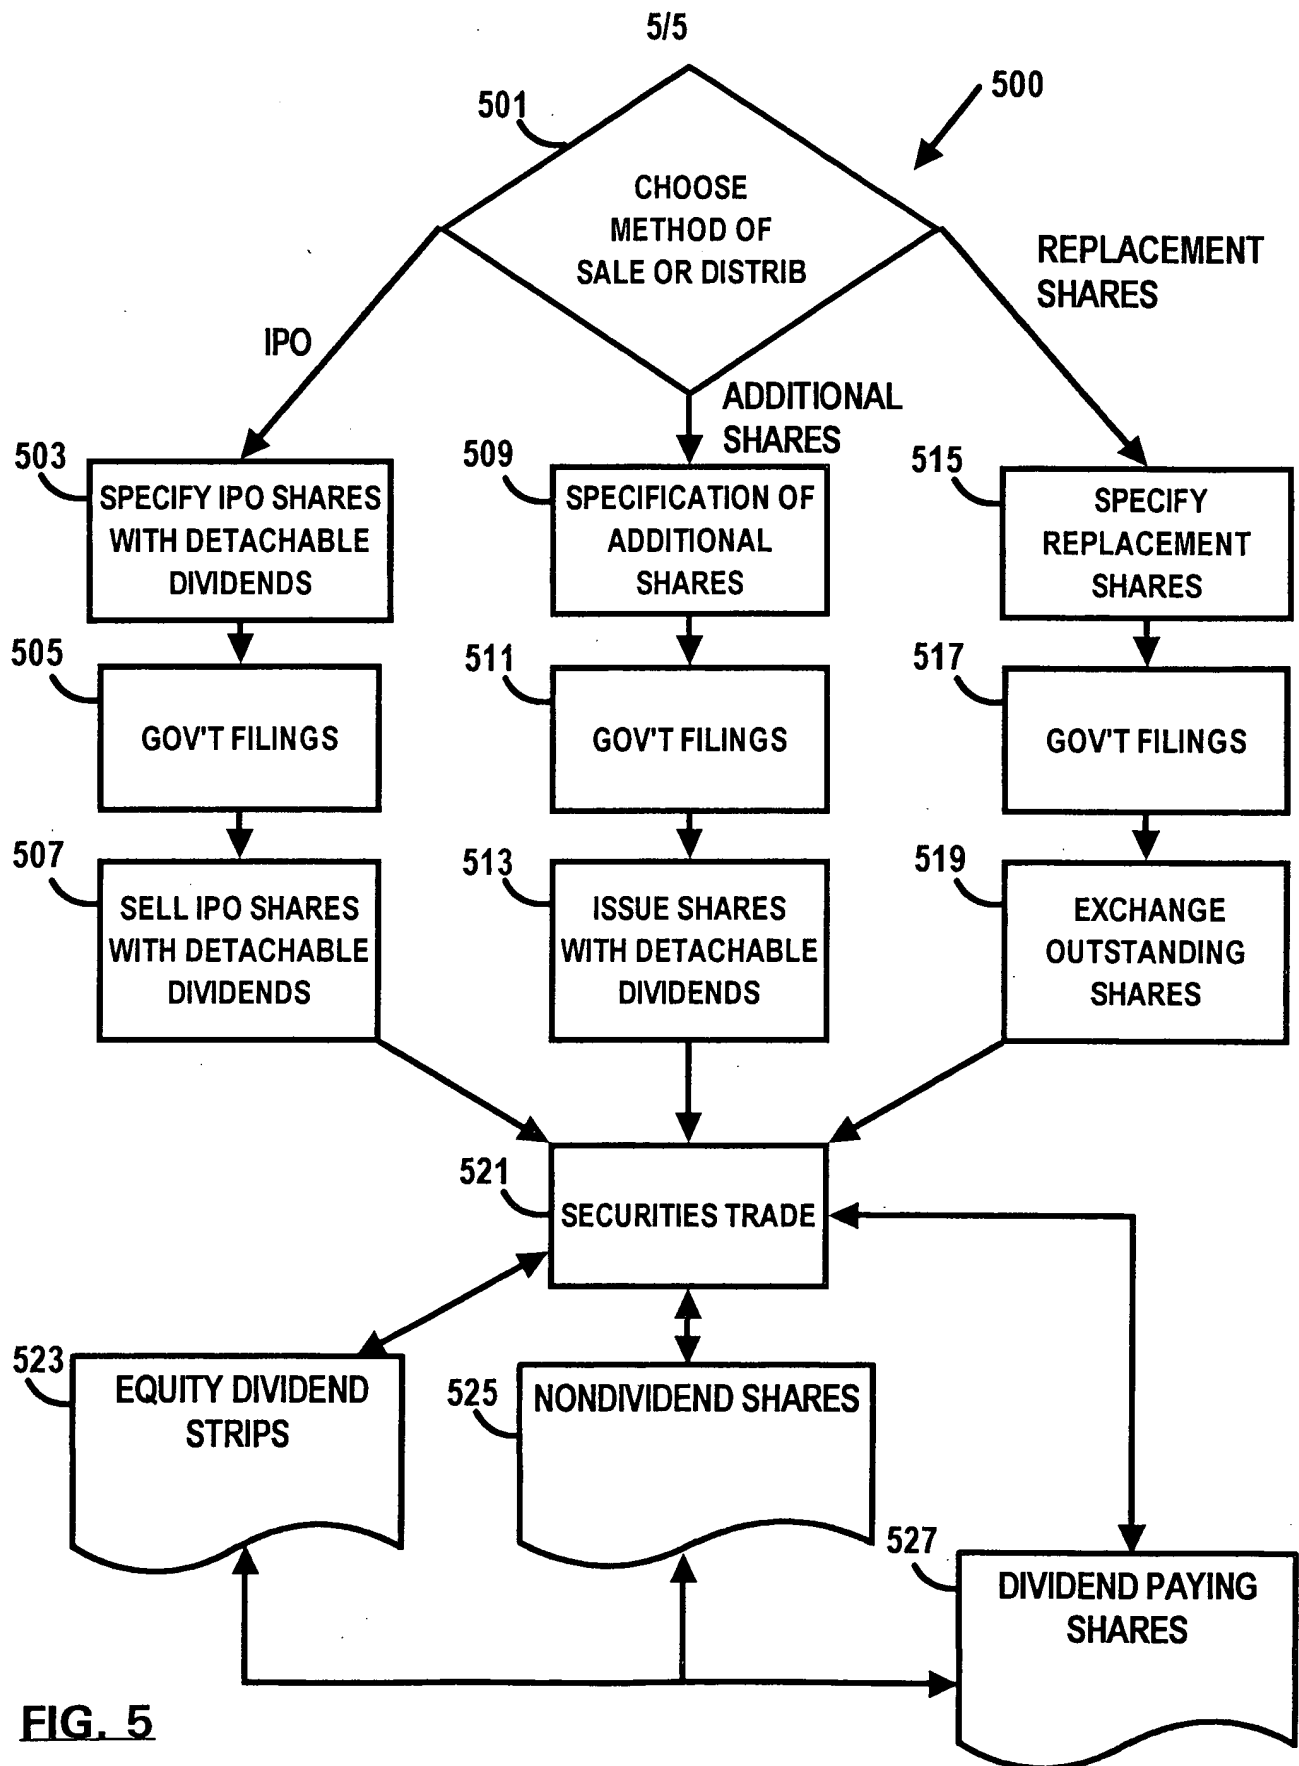 5/5
500
501
CHOOSE
METHOD OF
SALE OR DISTRIB
REPLACEMENT
SHARES
IPO
ADDITIONAL
SHARES
503
SPECIFY IPO SHARES
WITH DETACHABLE
DIVIDENDS
509
SPECIFICATION OF
ADDITIONAL
SHARES
515
SPECIFY
REPLACEMENT
SHARES
505
GOV'T FILINGS
511
GOV'T FILINGS
517
GOV'T FILINGS
507
SELL IPO SHARES
WITH DETACHABLE
DIVIDENDS
513
ISSUE SHARES
WITH DETACHABLE
DIVIDENDS
519
EXCHANGE
OUTSTANDING
SHARES
521
SECURITIES TRADE
523
EQUITY DIVIDEND
STRIPS
525
NONDIVIDEND SHARES
527
DIVIDEND PAYING
SHARES
FIG. 5